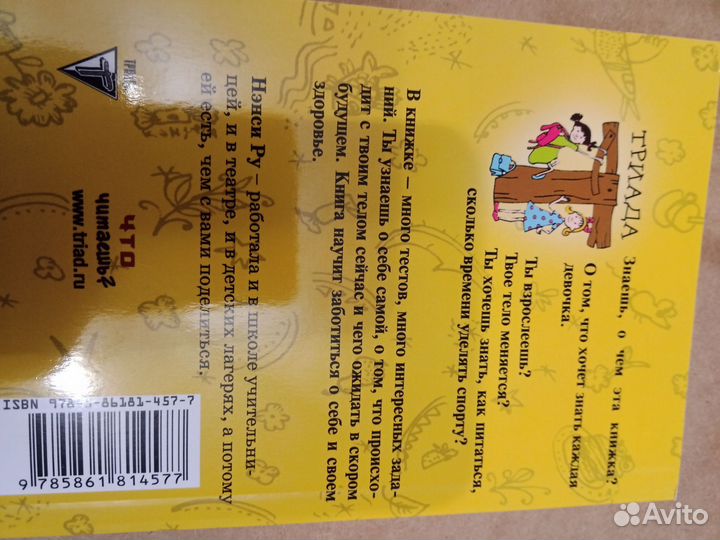 ТРИАДА
Знаешь, о чем эта книжка?
О том, что хочет знать каждая
девочка.
Ты взрослеешь?
Твое тело меняется?
Ты хочешь знать, как питаться,
сколько времени уделять спорту?
В книжке – много тестов, много интересных зада-
ний. Ты узнаешь о себе самой, о том, что происхо-
дит с твоим телом сейчас и чего ожидать в скором
будущем. Книга научит заботиться о себе и своем
здоровье.
Нэнси Ру – работала и в школе учительни-
цей, и в театре, и в детских лагерях, а потому
ей есть, чем с вами поделиться.
что
читаешь?
www.triad.ru
ISBN 978-5-86181-457-7
9 785861 814577
Avito